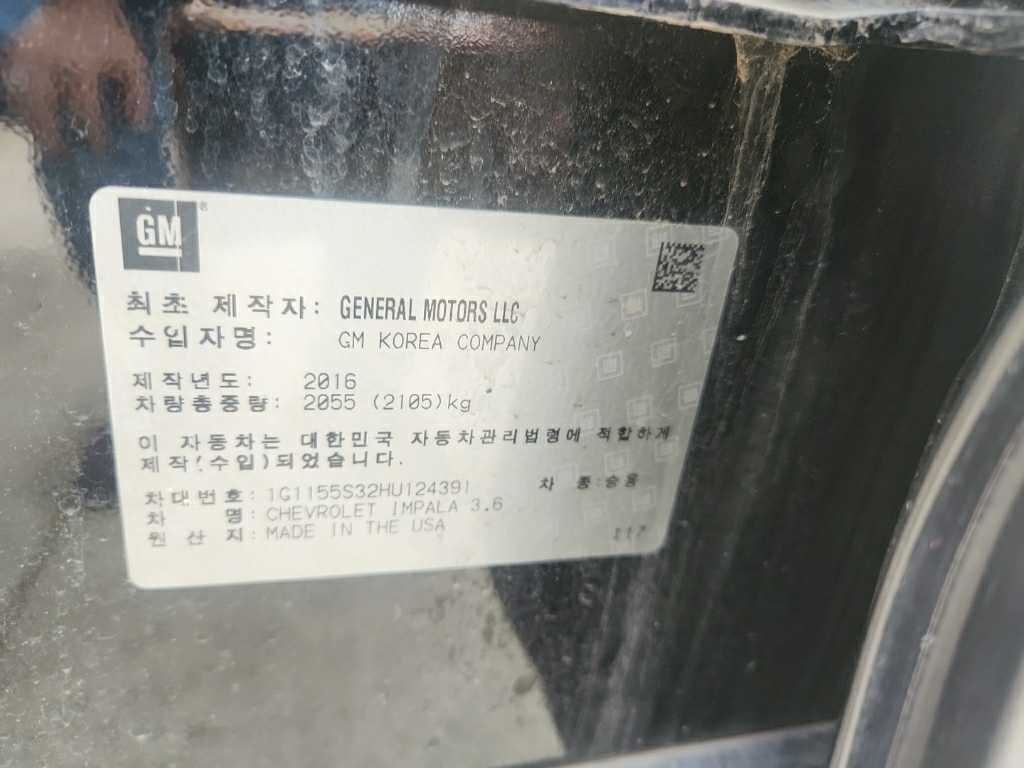 GM ®
최초 제작자: GENERAL MOTORS LLC
수입자명: GM KOREA COMPANY
제작년도: 2016
차량총중량: 2055 (2105)kg
이 자동차는 대한민국 자동차관리법령에 적합하게
제작(수입)되었습니다.
차대번호: 1G1155S32HU124391 차 종:승용
차 명: CHEVROLET IMPALA 3.6
원 산 지: MADE IN THE USA